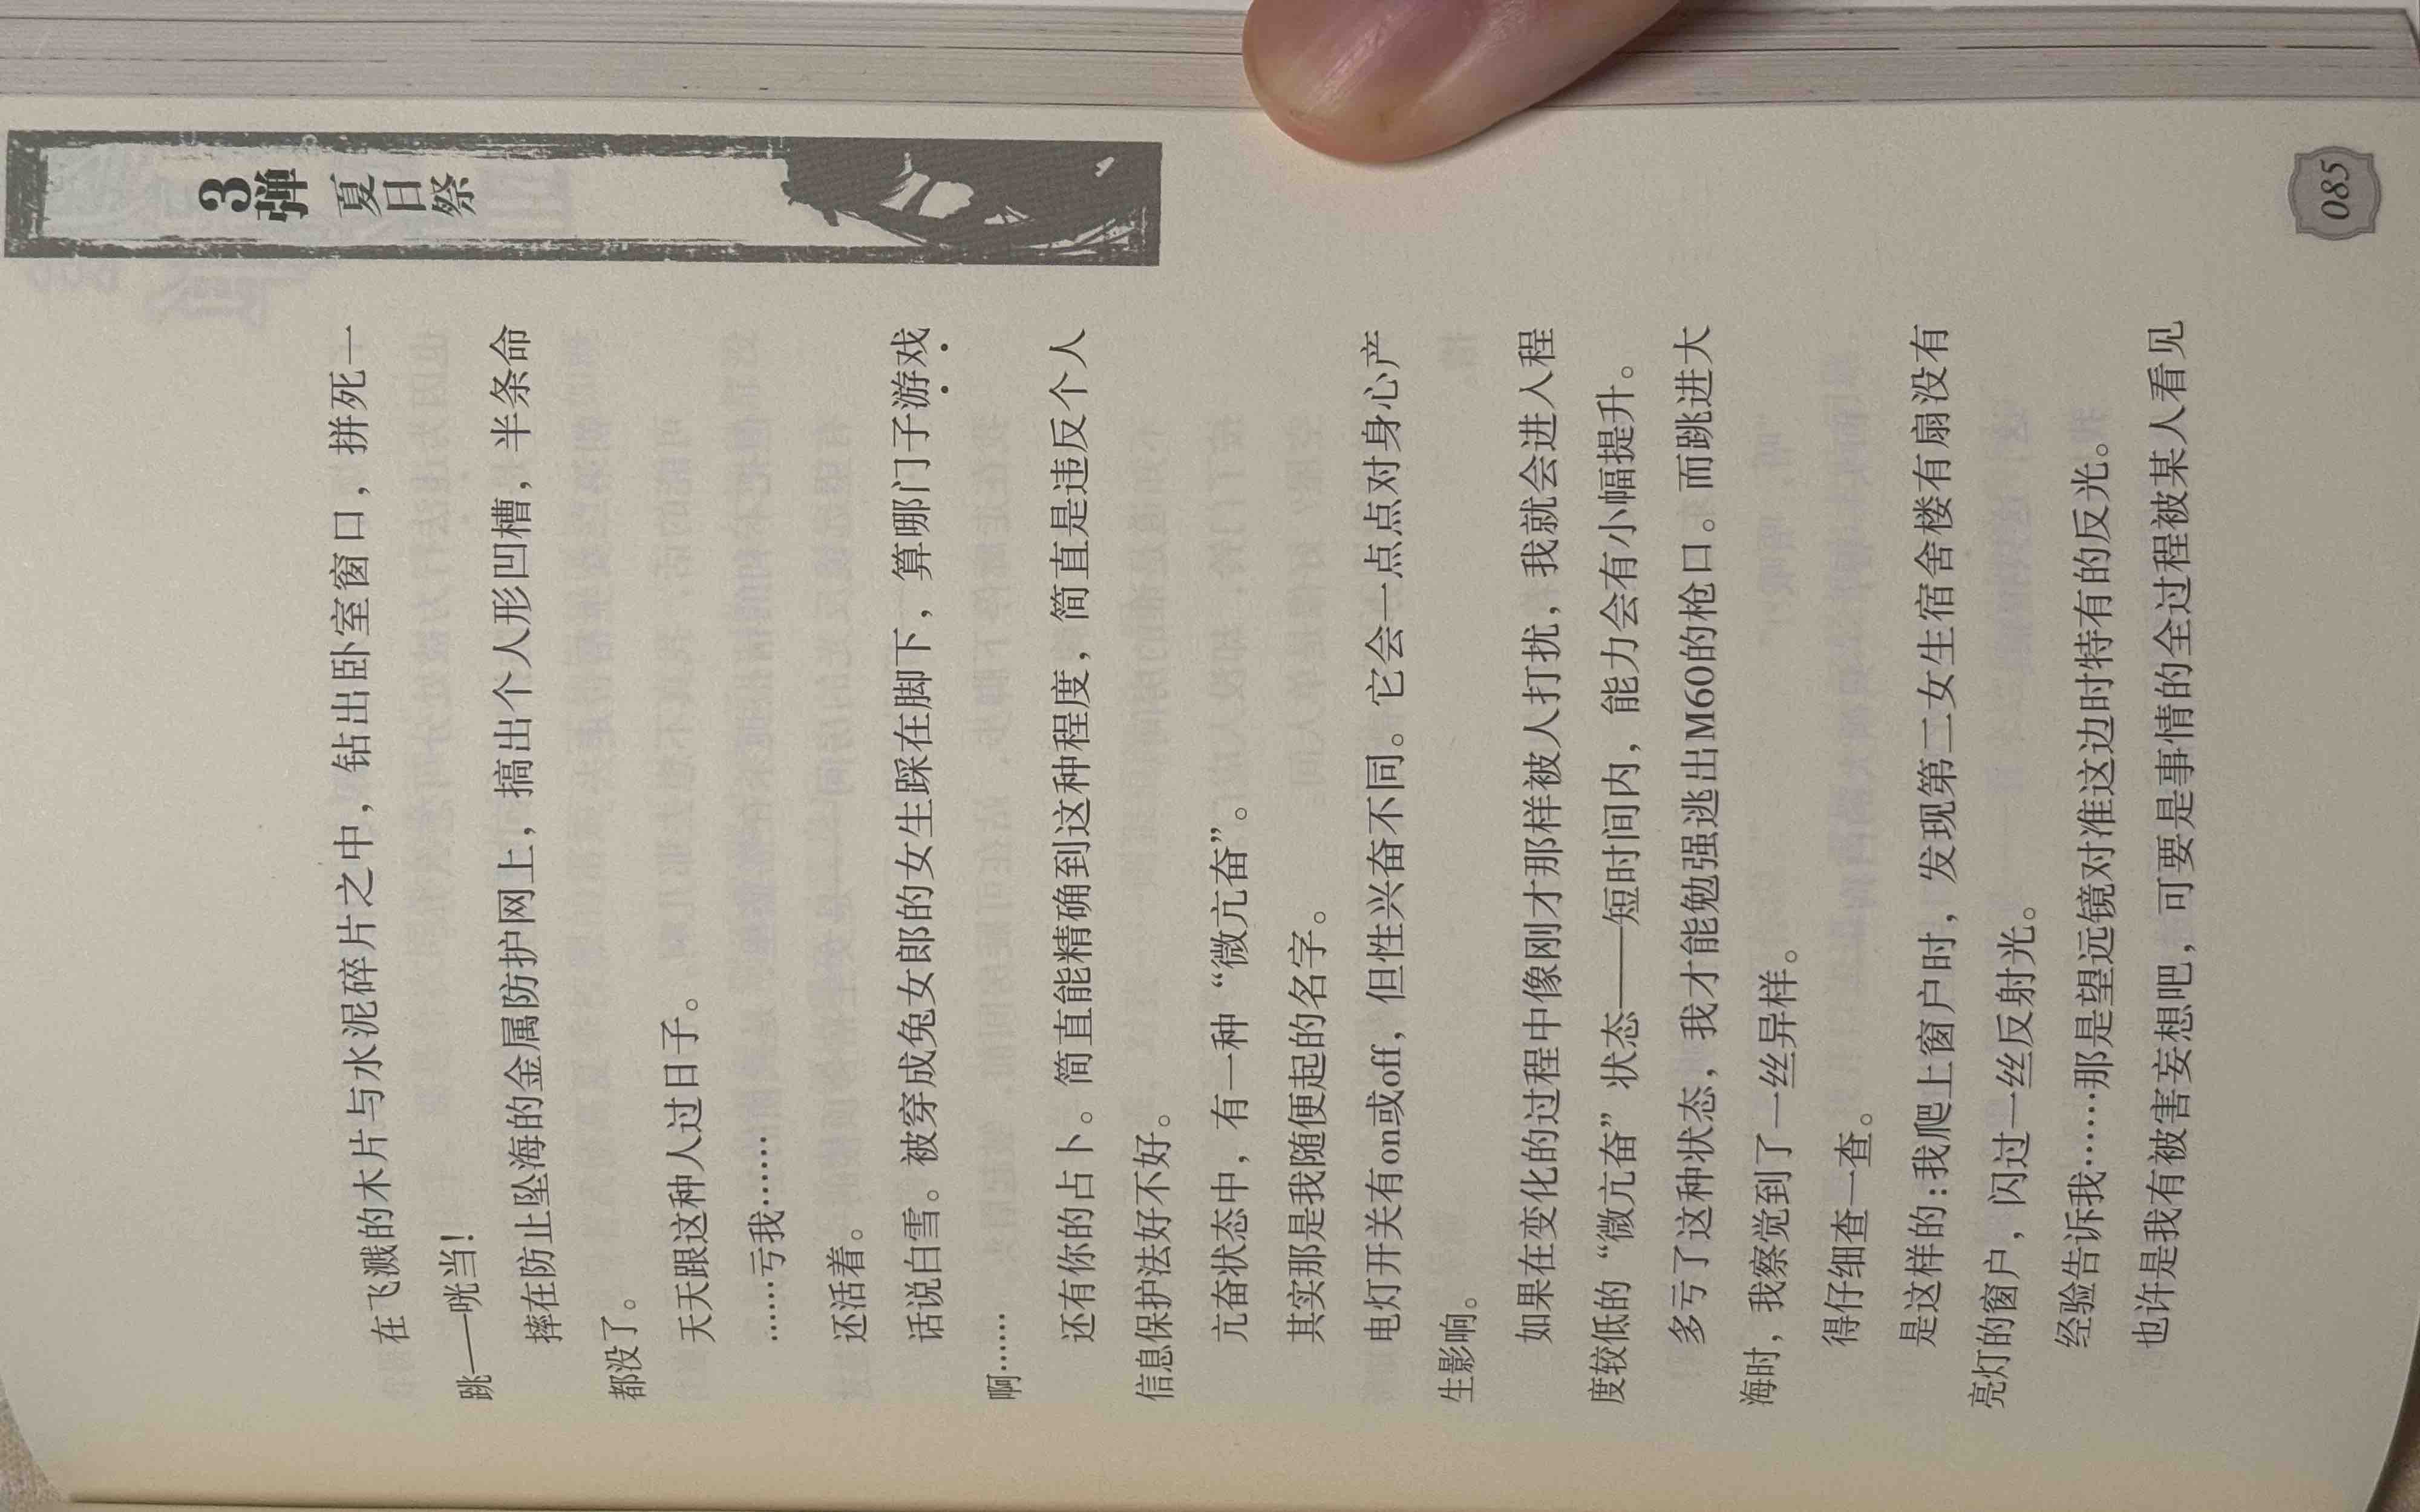 3弹 夏日祭
在飞溅的木片与水泥碎片之中，钻出卧室窗口，拼死一
跳——咣当！
摔在防止坠海的金属防护网上，搞出个人形凹槽，半条命
都没了。
天天跟这种人过日子。
……亏我……
还活着。
话说白雪。被穿成兔女郎的女生踩在脚下，算哪门子游戏
啊……
还有你的占卜。简直能精确到这种程度，简直是违反个人
信息保护法好不好。
亢奋状态中，有一种“微亢奋”。
其实那是我随便起的名字。
电灯开关有on或off，但性兴奋不同。它会一点点对身心产
生影响。
如果在变化的过程中像刚才那样被人打扰，我就会进入程
度较低的“微亢奋”状态——短时间内，能力会有小幅提升。
多亏了这种状态，我才能勉强逃出M60的枪口。而跳进大
海时，我察觉到了一丝异样。
得仔细查一查。
是这样的：我爬上窗户时，发现第二女生宿舍楼有扇没有
亮灯的窗户，闪过一丝反射光。
经验告诉我……那是望远镜对准这边时特有的反光。
也许是我有被害妄想吧，可要是事情的全过程被某人看见
085